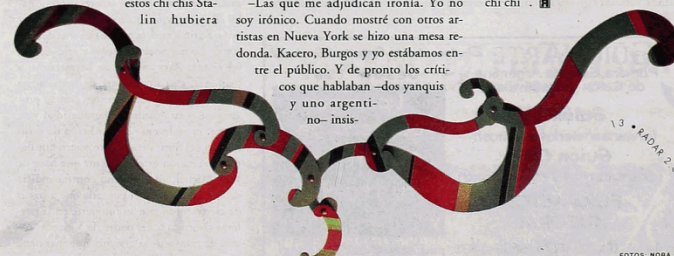 estos chi chis Sta-
lin hubiera
–Las que me adjudican ironía. Yo no
soy irónico. Cuando mostré con otros ar-
tistas en Nueva York se hizo una mesa re-
donda. Kacero, Burgos y yo estábamos en-
tre el público. Y de pronto los críti-
cos que hablaban –dos yanquis
y uno argenti-
no– insis-
chi chi".
13 • RADAR 2.
FOTOS NORA